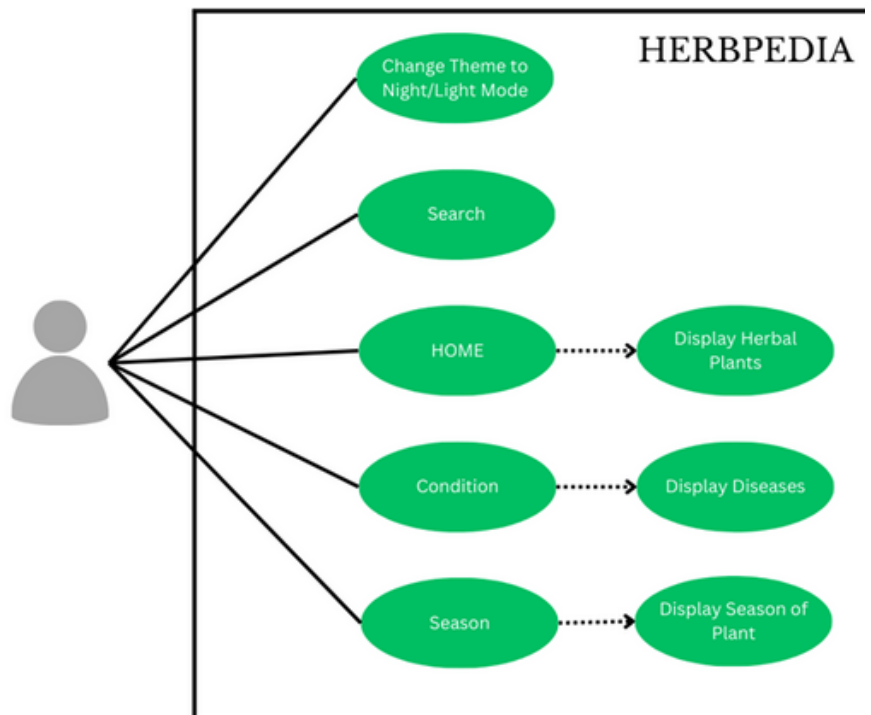 HERBPEDIA
Change Theme to
Night/Light Mode
Search
HOME
Display Herbal
Plants
Condition
Display Diseases
Season
Display Season of
Plant